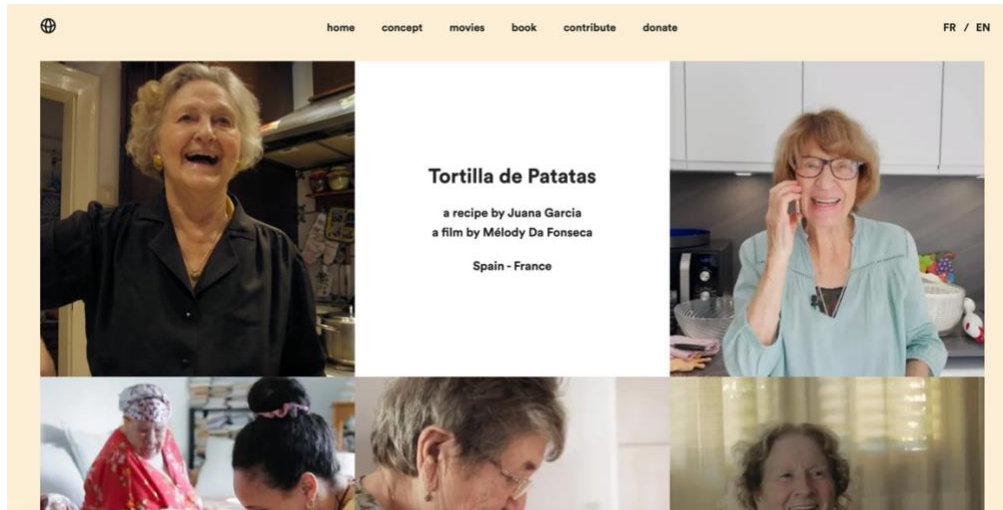 home concept movies book contribute donate FR / EN
Tortilla de Patatas
a recipe by Juana Garcia
a film by Mélody Da Fonseca
Spain - France